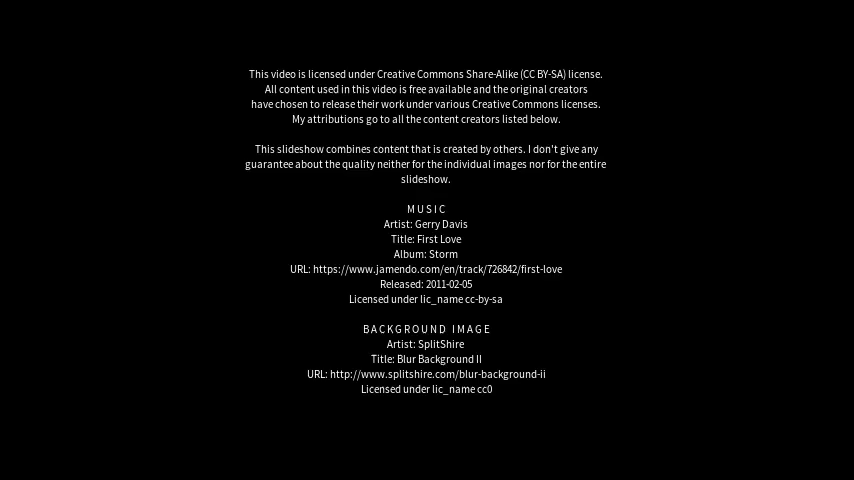 This video is licensed under Creative Commons Share-Alike (CC BY-SA) license.
All content used in this video is free available and the original creators
have chosen to release their work under various Creative Commons licenses.
My attributions go to all the content creators listed below.
This slideshow combines content that is created by others. I don't give any
guarantee about the quality neither for the individual images nor for the entire
slideshow.
MUSIC
Artist: Gerry Davis
Title: First Love
Album: Storm
URL: https://www.jamendo.com/en/track/726842/first-love
Released: 2011-02-05
Licensed under lic_name cc-by-sa
BACKGROUND IMAGE
Artist: SplitShire
Title: Blur Background II
URL: http://www.splitshire.com/blur-background-ii
Licensed under lic_name cc0